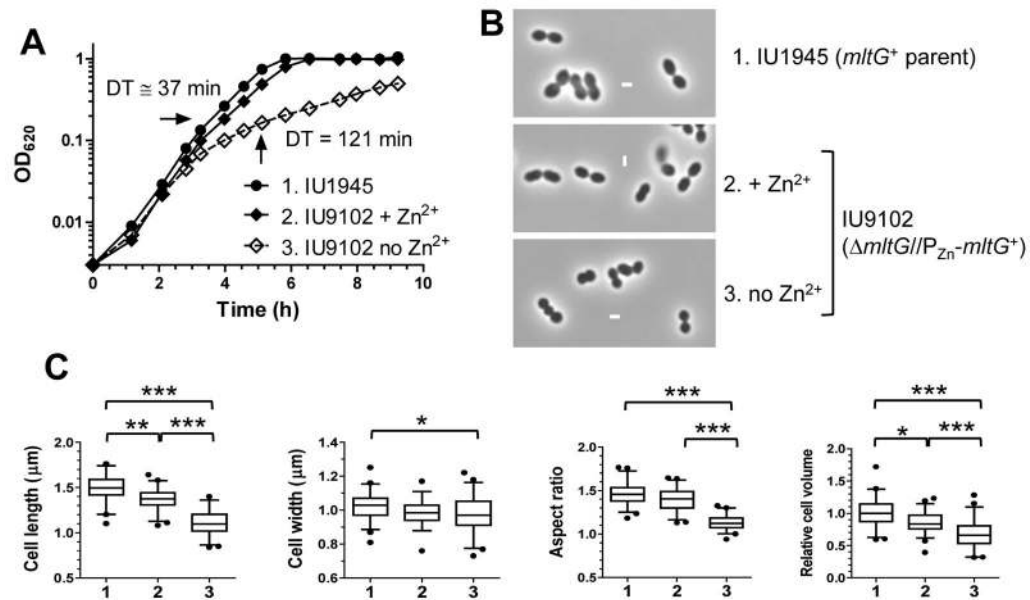 A
OD620
1
0.1
0.01
DT ≅ 37 min
DT = 121 min
1. IU1945
2. IU9102 + Zn2+
3. IU9102 no Zn2+
0 2 4 6 8 10
Time (h)
B
1. IU1945 (mltG+ parent)
2. + Zn2+
IU9102
(ΔmltG//PZn-mltG+)
3. no Zn2+
C
Cell length (μm)
2.0
1.5
1.0
0.5
***
** ***
1 2 3
Cell width (μm)
1.4
1.2
1.0
0.8
0.6
*
1 2 3
Aspect ratio
2.0
1.5
1.0
0.5
***
***
1 2 3
Relative cell volume
2.0
1.5
1.0
0.5
0.0
***
* ***
1 2 3